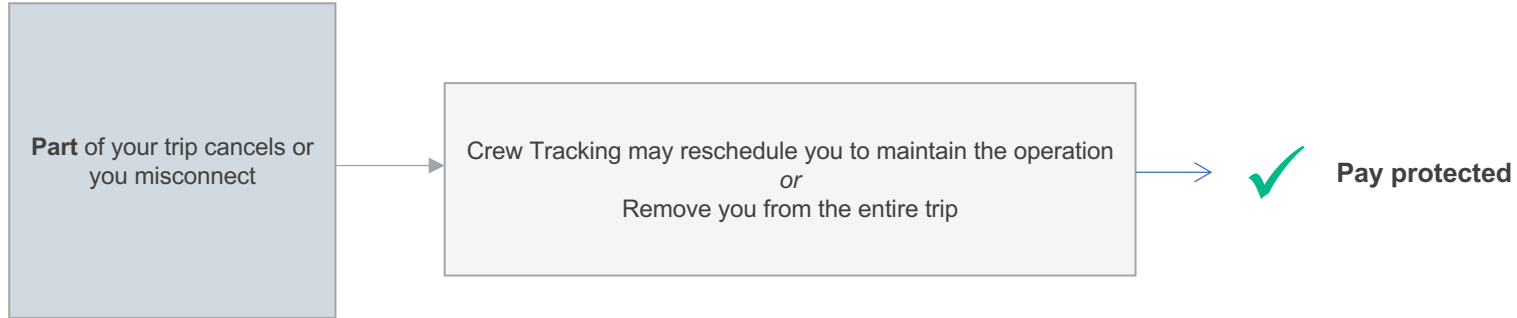 Part of your trip cancels or
you misconnect
Crew Tracking may reschedule you to maintain the operation
or
Remove you from the entire trip
Pay protected